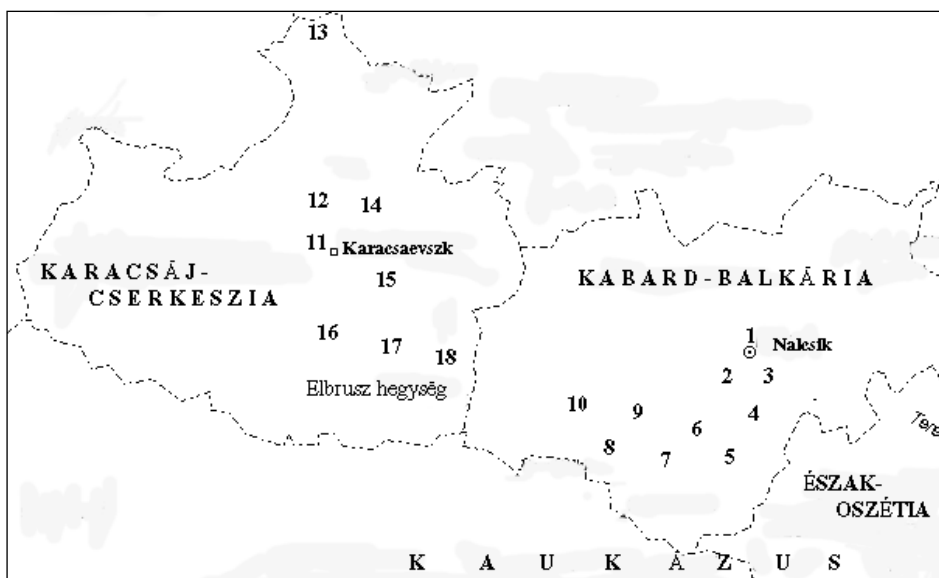 13
12
14
11
Karacsaevszk
KARACSÁJ-
CSERKESZIA
15
KABARD-BALKÁRIA
16
17
18
1
Nalcsik
Elbrusz hegység
2
3
10
9
4
6
8
7
5
ÉSZAK-
OSZÉTIA
KAUKÁZUS